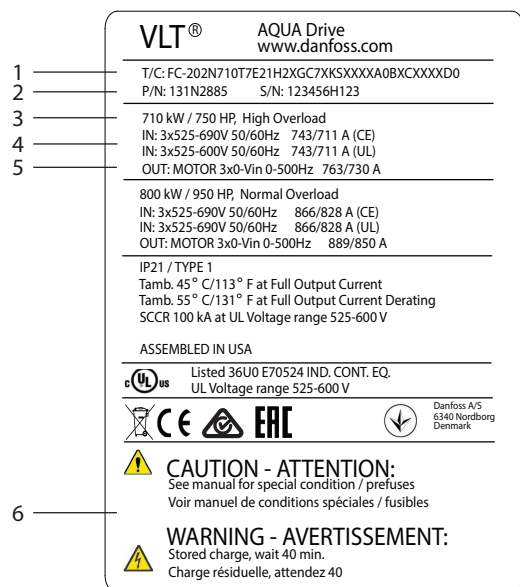 VLT® AQUA Drive
www.danfoss.com
1 T/C: FC-202N710T7E21H2XGC7XKSXXXXA0BXCXXXXD0
2 P/N: 131N2885 S/N: 123456H123
3 710 kW / 750 HP, High Overload
4 IN: 3x525-690V 50/60Hz 743/711 A (CE)
IN: 3x525-600V 50/60Hz 743/711 A (UL)
5 OUT: MOTOR 3x0-Vin 0-500Hz 763/730 A
800 kW / 950 HP, Normal Overload
IN: 3x525-690V 50/60Hz 866/828 A (CE)
IN: 3x525-690V 50/60Hz 866/828 A (UL)
OUT: MOTOR 3x0-Vin 0-500Hz 889/850 A
IP21 / TYPE 1
Tamb. 45° C/113° F at Full Output Current
Tamb. 55° C/131° F at Full Output Current Derating
SCCR 100 kA at UL Voltage range 525-600 V
ASSEMBLED IN USA
c UL us Listed 36U0 E70524 IND. CONT. EQ.
UL Voltage range 525-600 V
CE EAC
Danfoss A/S
6340 Nordborg
Denmark
CAUTION - ATTENTION:
See manual for special condition / prefuses
Voir manuel de conditions spéciales / fusibles
6
WARNING - AVERTISSEMENT:
Stored charge, wait 40 min.
Charge résiduelle, attendez 40